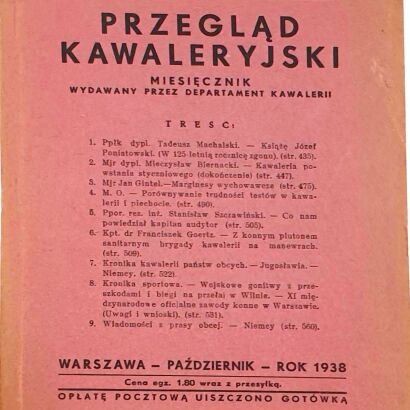 PRZEGLĄD
KAWALERYJSKI
MIESIĘCZNIK
WYDAWANY PRZEZ DEPARTAMENT KAWALERII
TREŚĆ:
1. Ppłk dypl. Tadeusz Machalski. — Książę Józef
Poniatowski. (W 125-letnią rocznicę zgonu). (str. 435).
2. Mjr dypl. Mieczysław Biernacki. — Kawaleria po-
wstania styczniowego (dokończenie) (str. 447).
3. Mjr Jan Gintel.—Marginesy wychowawcze (str. 475).
4. M. O. — Porównywanie trudności testów w kawa-
lerii i piechocie. (str. 490).
5. Ppor. rez. inż. Stanisław Szczawiński. — Co nam
powiedział kapitan audytor (str. 505).
6. Kpt. dr Franciszek Goertz. — Z konnym plutonem
sanitarnym brygady kawalerii na manewrach.
(str. 509).
7. Kronika kawalerii państw obcych. — Jugosławia. —
Niemcy. (str. 522).
8. Kronika sportowa. — Wojskowe gonitwy z prze-
szkodami i biegi na przełaj w Wilnie. — XI mię-
dzynarodowe oficjalne zawody konne w Warszawie.
(Uwagi i wnioski). (str. 531).
9. Wiadomości z prasy obcej. — Niemcy (str. 560).
WARSZAWA — PAŹDZIERNIK — ROK 1938
Cena egz. 1.80 wraz z przesyłką.
OPŁATĘ POCZTOWĄ UISZCZONO GOTÓWKĄ